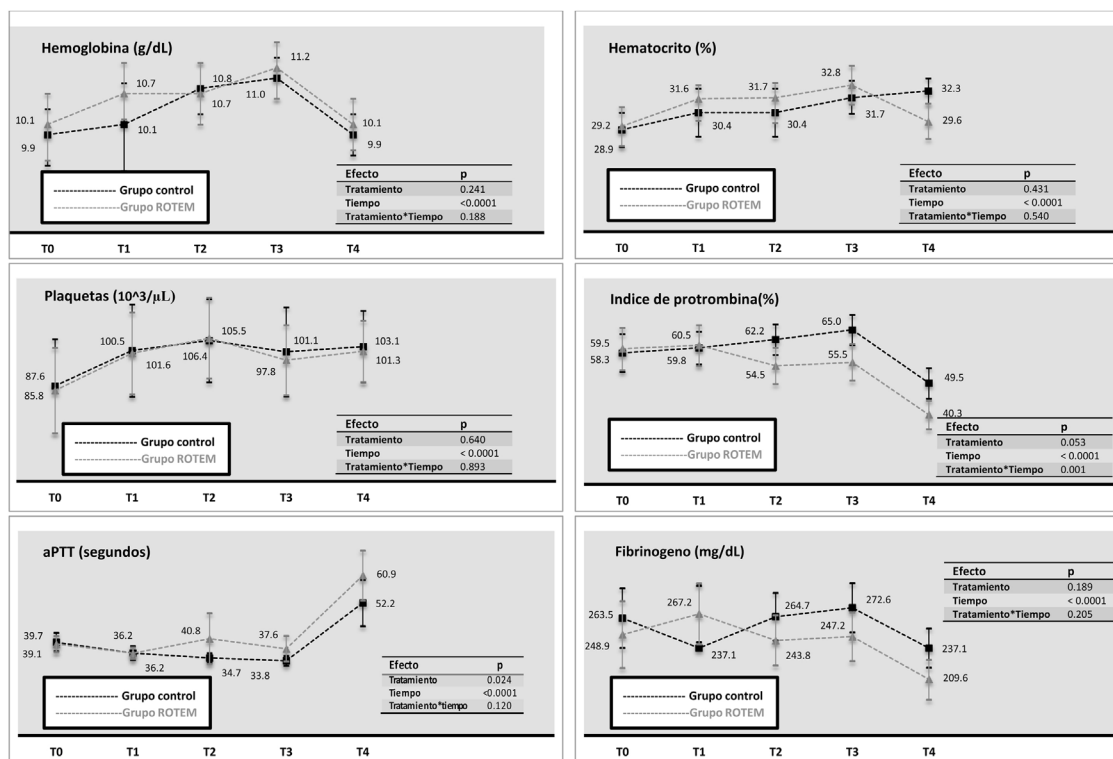 Hemoglobina (g/dL)
10.1
10.7
10.8
11.2
10.1
9.9
10.1
10.7
11.0
9.9
Efecto p
Tratamiento 0.241
Tiempo <0.0001
Tratamiento*Tiempo 0.188
Grupo control
Grupo ROTEM
T0 T1 T2 T3 T4
Hematocrito (%)
29.2
31.6
31.7
32.8
32.3
28.9
30.4
30.4
31.7
29.6
Efecto p
Tratamiento 0.431
Tiempo < 0.0001
Tratamiento*Tiempo 0.540
Grupo control
Grupo ROTEM
T0 T1 T2 T3 T4
Plaquetas (10^3/µL)
87.6
100.5
105.5
101.1
103.1
85.8
101.6
106.4
97.8
101.3
Efecto p
Tratamiento 0.640
Tiempo < 0.0001
Tratamiento*Tiempo 0.893
Grupo control
Grupo ROTEM
T0 T1 T2 T3 T4
Indice de protrombina(%)
59.5
60.5
62.2
65.0
49.5
58.3
59.8
54.5
55.5
40.3
Efecto p
Tratamiento 0.053
Tiempo < 0.0001
Tratamiento*Tiempo 0.001
Grupo control
Grupo ROTEM
T0 T1 T2 T3 T4
aPTT (segundos)
39.7
36.2
40.8
37.6
60.9
52.2
39.1
36.2
34.7
33.8
Efecto p
Tratamiento 0.024
Tiempo <0.0001
Tratamiento*tiempo 0.120
Grupo control
Grupo ROTEM
T0 T1 T2 T3 T4
Fibrinogeno (mg/dL)
263.5
267.2
264.7
272.6
237.1
248.9
237.1
243.8
247.2
209.6
Efecto p
Tratamiento 0.189
Tiempo < 0.0001
Tratamiento*Tiempo 0.205
Grupo control
Grupo ROTEM
T0 T1 T2 T3 T4